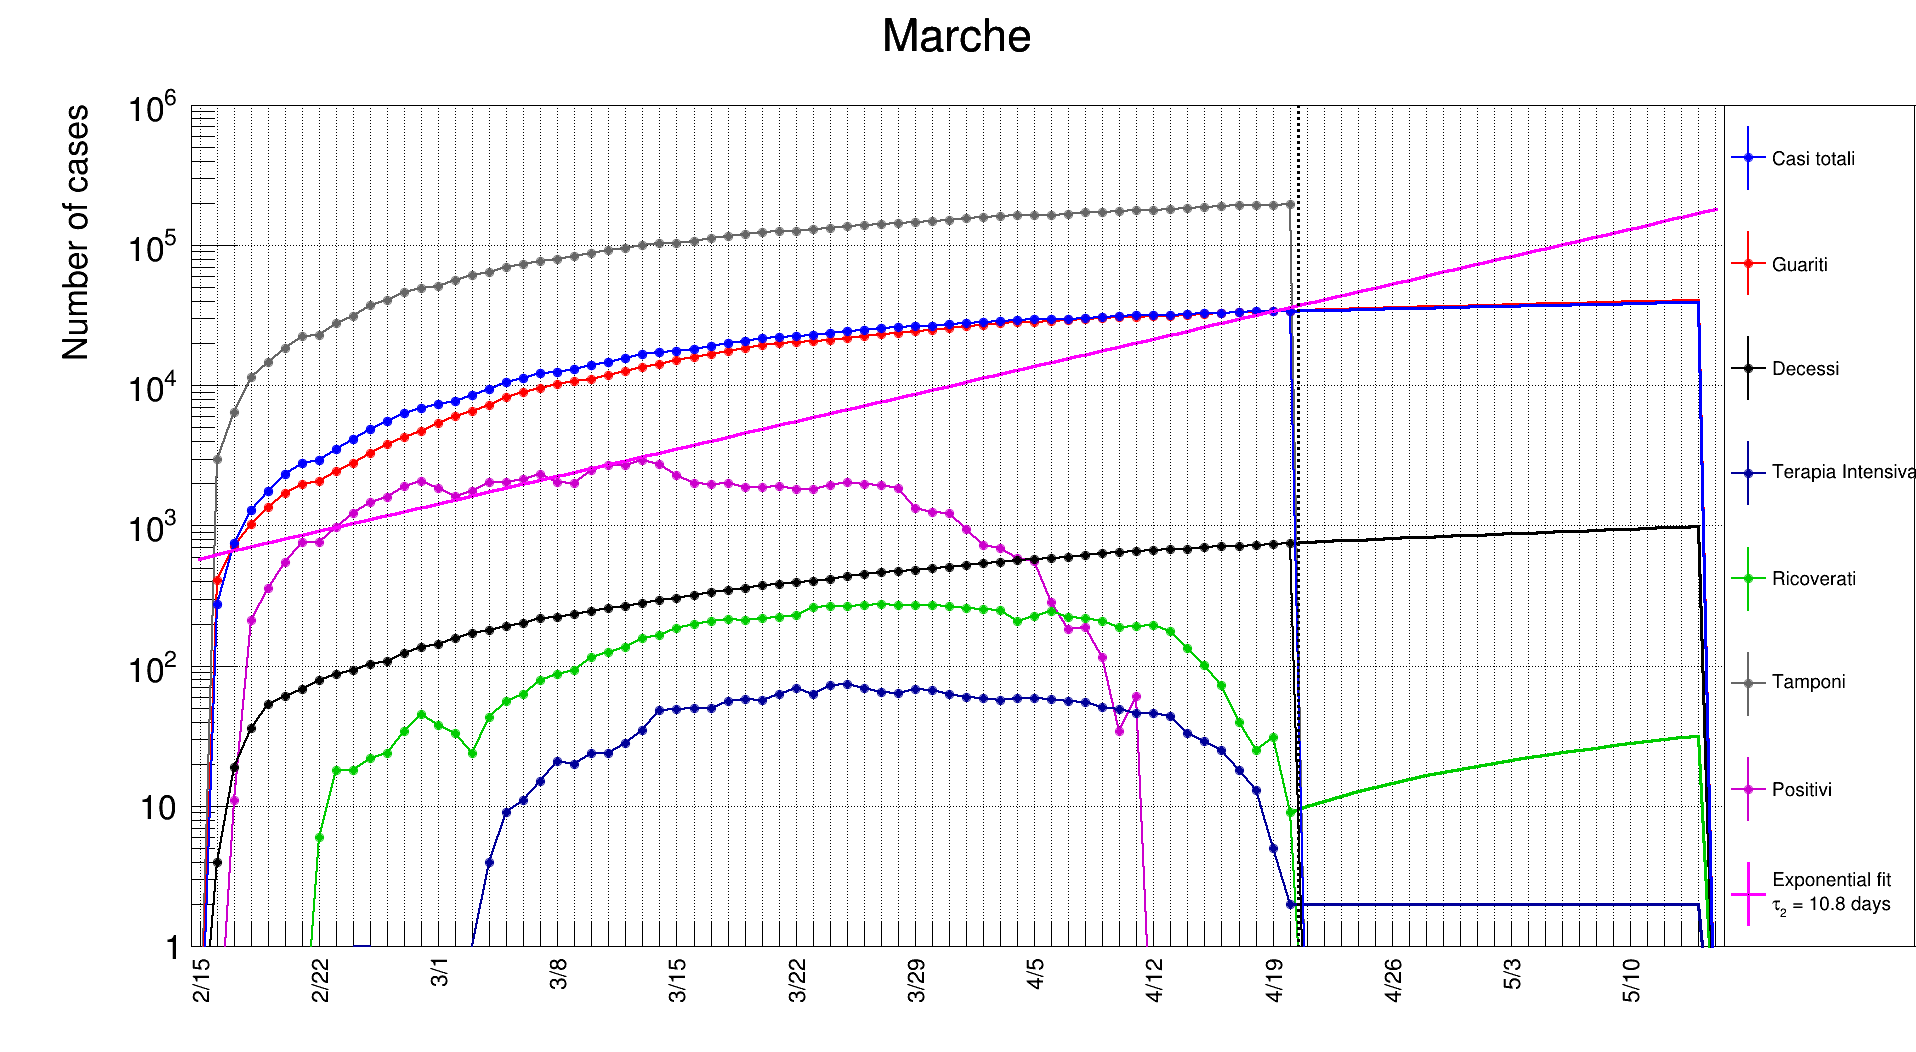 Marche
Number of cases
10^6
10^5
10^4
10^3
10^2
10
1
2/15
2/22
3/1
3/8
3/15
3/22
3/29
4/5
4/12
4/19
4/26
5/3
5/10
Casi totali
Guariti
Decessi
Terapia Intensiva
Ricoverati
Tamponi
Positivi
Exponential fit
τ₂ = 10.8 days